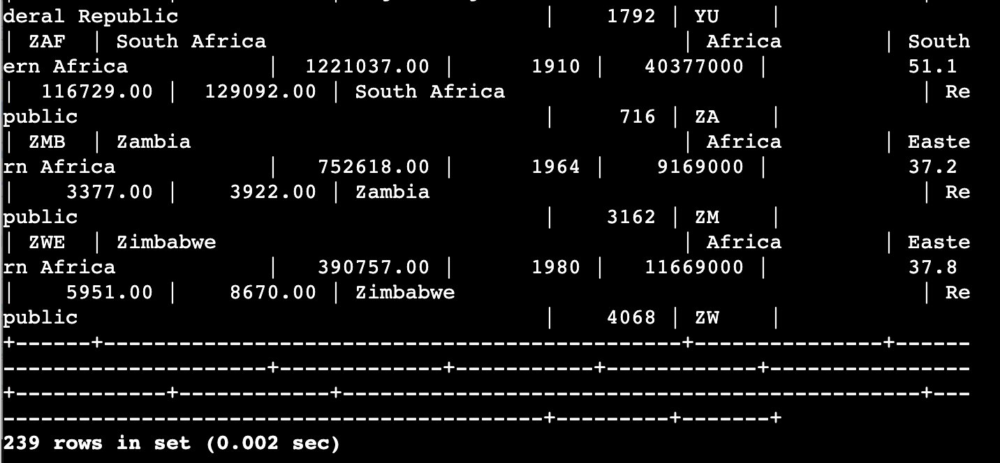 deral Republic                             |    1792 | YU    |
| ZAF  | South Africa                                 | Africa        | South
ern Africa           |  1221037.00 |      1910 |   40377000 |           51.1
|  116729.00 |  129092.00 | South Africa                                 | Re
public                                     |     716 | ZA    |
| ZMB  | Zambia                                       | Africa        | Easte
rn Africa            |   752618.00 |      1964 |    9169000 |           37.2
|    3377.00 |    3922.00 | Zambia                                       | Re
public                                     |    3162 | ZM    |
| ZWE  | Zimbabwe                                     | Africa        | Easte
rn Africa            |   390757.00 |      1980 |   11669000 |           37.8
|    5951.00 |    8670.00 | Zimbabwe                                     | Re
public                                     |    4068 | ZW    |
+------+----------------------------------------------+---------------+------
---------------------+-------------+-----------+------------+----------------
+------------+------------+----------------------------------------------+---
-------------------------------------------+---------+-------+
239 rows in set (0.002 sec)